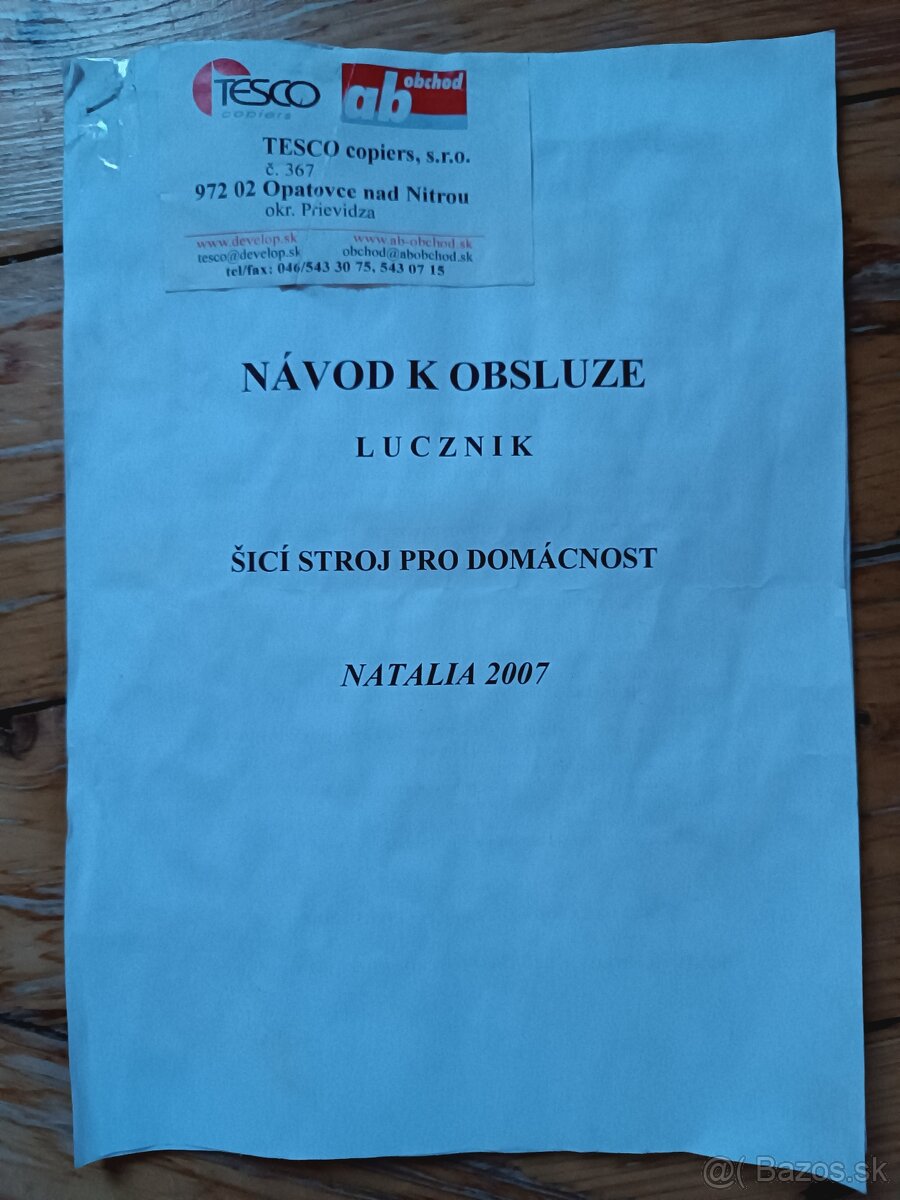 TESCO
copiers
ab obchod
TESCO copiers, s.r.o.
č. 367
972 02 Opatovce nad Nitrou
okr. Prievidza
www.develop.sk www.ab-obchod.sk
tesco@develop.sk obchod@abobchod.sk
tel/fax: 046/543 30 75, 543 07 15
NÁVOD K OBSLUZE
LUCZNIK
ŠICÍ STROJ PRO DOMÁCNOST
NATALIA 2007
@( Bazos.sk